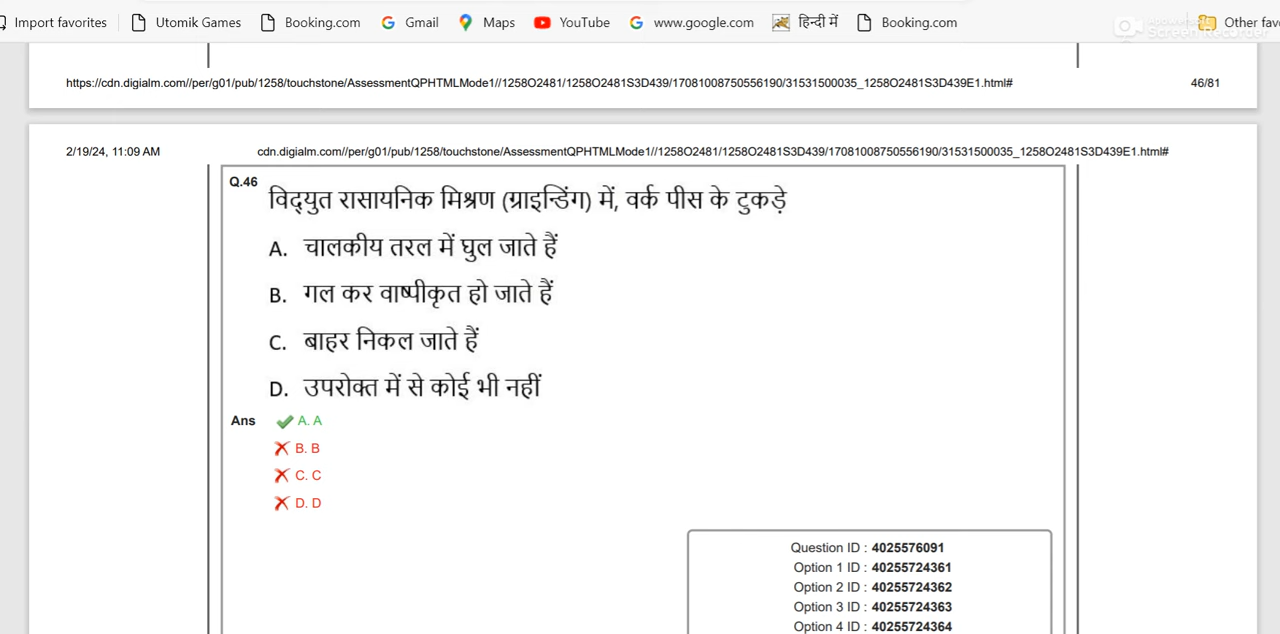 Import favorites Utomik Games Booking.com Gmail Maps YouTube www.google.com हिन्दी में Booking.com Other fav
Screen Recorder
https://cdn.digialm.com//per/g01/pub/1258/touchstone/AssessmentQPHTMLMode1//1258O2481/1258O2481S3D439/17081008750556190/31531500035_1258O2481S3D439E1.html# 46/81
2/19/24, 11:09 AM cdn.digialm.com//per/g01/pub/1258/touchstone/AssessmentQPHTMLMode1//1258O2481/1258O2481S3D439/17081008750556190/31531500035_1258O2481S3D439E1.html#
Q.46 विद्युत रासायनिक मिश्रण (ग्राइन्डिंग) में, वर्क पीस के टुकड़े
A. चालकीय तरल में घुल जाते हैं
B. गल कर वाष्पीकृत हो जाते हैं
C. बाहर निकल जाते हैं
D. उपरोक्त में से कोई भी नहीं
Ans A. A
B. B
C. C
D. D
Question ID : 4025576091
Option 1 ID : 40255724361
Option 2 ID : 40255724362
Option 3 ID : 40255724363
Option 4 ID : 40255724364